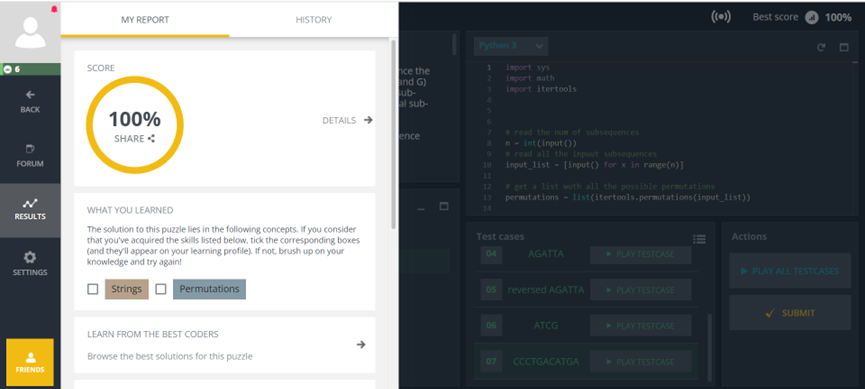 6
BACK
FORUM
RESULTS
SETTINGS
FRIENDS
MY REPORT
HISTORY
SCORE
100%
SHARE
DETAILS
WHAT YOU LEARNED
The solution to this puzzle lies in the following concepts. If you consider
that you've acquired the skills listed below, tick the corresponding boxes
(and they'll appear on your learning profile). If not, brush up on your
knowledge and try again!
Strings
Permutations
LEARN FROM THE BEST CODERS
Browse the best solutions for this puzzle
nce the
and G)
sub-
al sub-
ence
Best score 100%
Python 3
1 import sys
2 import math
3 import itertools
4
5
6
7
8 # read the num of subsequences
9 n = int(input())
10 # read all the inpuut subsequences
11 input_list = [input() for x in range(n)]
12
13 # get a list wuth all the possible permutations
14 permutations = list(itertools.permutations(input_list))
Test cases
04 AGATTA PLAY TESTCASE
05 reversed AGATTA PLAY TESTCASE
06 ATCG PLAY TESTCASE
07 CCCTGACATGA PLAY TESTCASE
Actions
PLAY ALL TESTCASES
SUBMIT